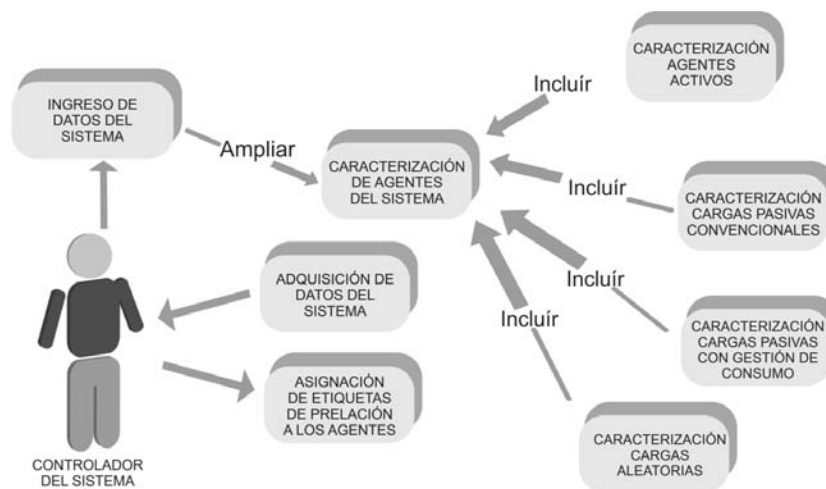 CARACTERIZACIÓN
AGENTES
ACTIVOS
Incluír
INGRESO DE
DATOS DEL
SISTEMA
Ampliar
CARACTERIZACIÓN
DE AGENTES
DEL SISTEMA
Incluír
CARACTERIZACIÓN
CARGAS PASIVAS
CONVENCIONALES
ADQUISICIÓN DE
DATOS DEL
SISTEMA
Incluír
Incluír
CARACTERIZACIÓN
CARGAS PASIVAS
CON GESTIÓN DE
CONSUMO
ASIGNACIÓN
DE ETIQUETAS
DE PRELACIÓN
A LOS AGENTES
CARACTERIZACIÓN
CARGAS
ALEATORIAS
CONTROLADOR
DEL SISTEMA